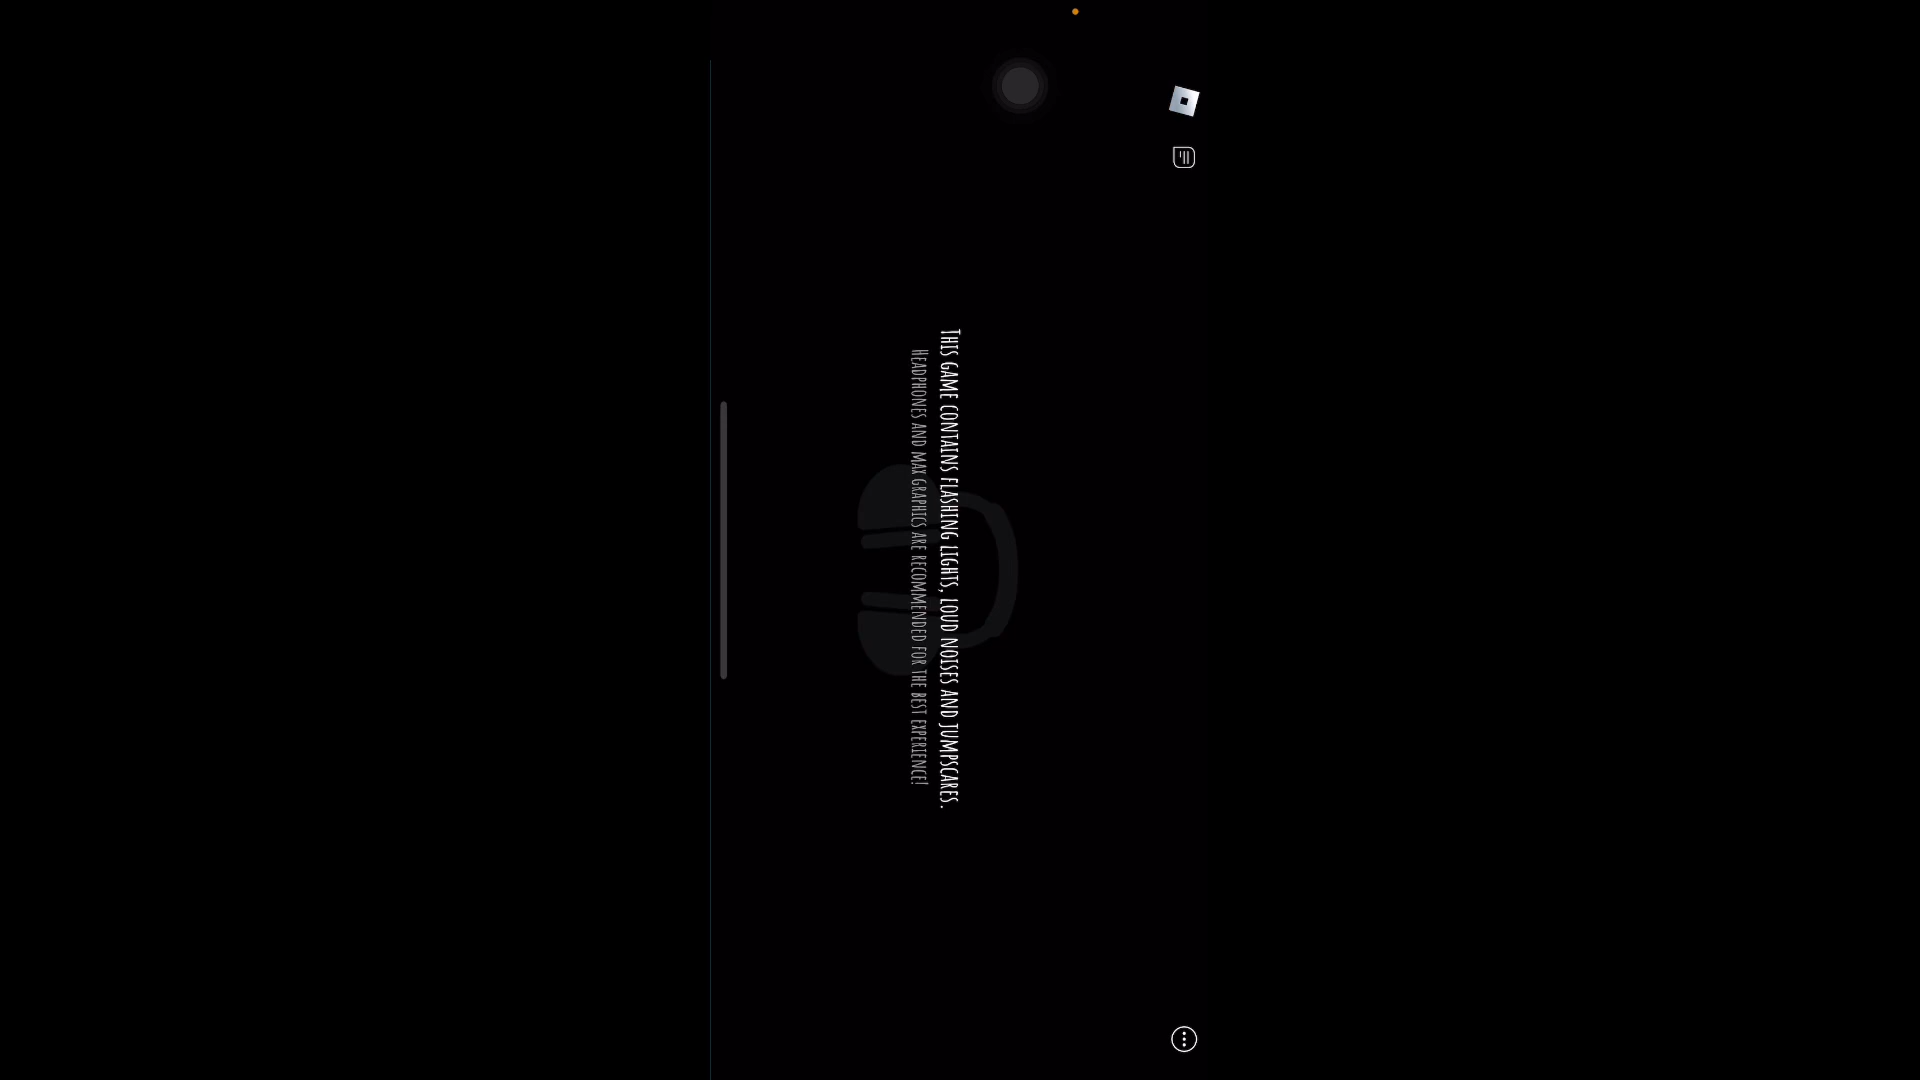 This game contains flashing lights, loud noises and jumpscares.
Headphones and max graphics are recommended for the best experience!